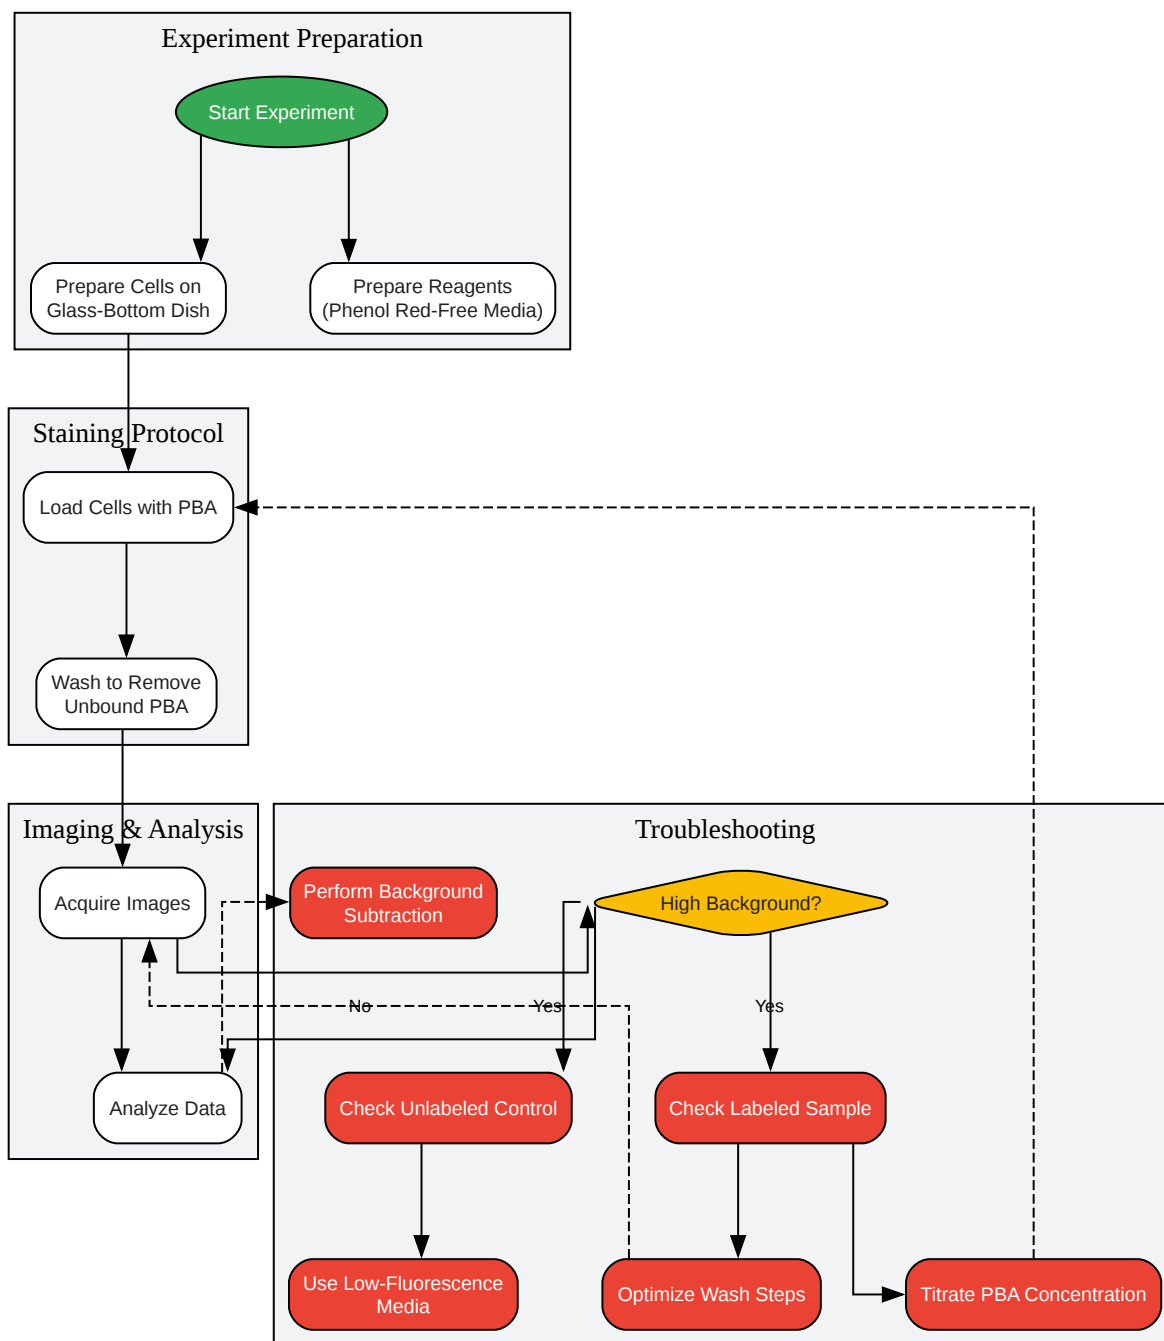 Experiment Preparation
Start Experiment
Prepare Cells on
Glass-Bottom Dish
Prepare Reagents
(Phenol Red-Free Media)
Staining Protocol
Load Cells with PBA
Wash to Remove
Unbound PBA
Imaging & Analysis
Troubleshooting
Acquire Images
Perform Background
Subtraction
High Background?
No
Yes
Yes
Analyze Data
Check Unlabeled Control
Check Labeled Sample
Use Low-Fluorescence
Media
Optimize Wash Steps
Titrate PBA Concentration